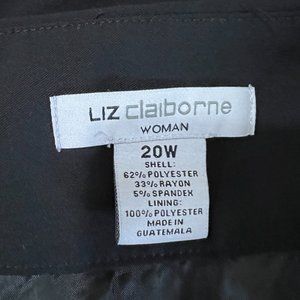 LIZ claiborne
WOMAN
20W
SHELL:
62% POLYESTER
33% RAYON
5% SPANDEX
LINING:
100% POLYESTER
MADE IN
GUATEMALA